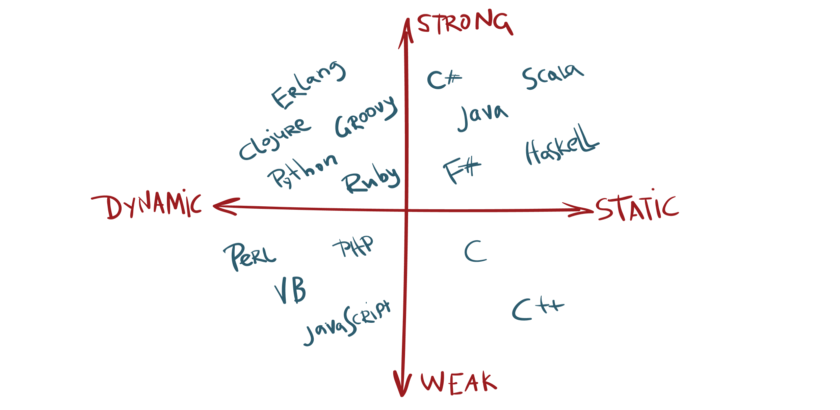 STRONG
Erlang
C#
Scala
Clojure
Groovy
Java
Python
Ruby
F#
Haskell
DYNAMIC
STATIC
Perl
PHP
C
VB
JavaScript
C++
WEAK